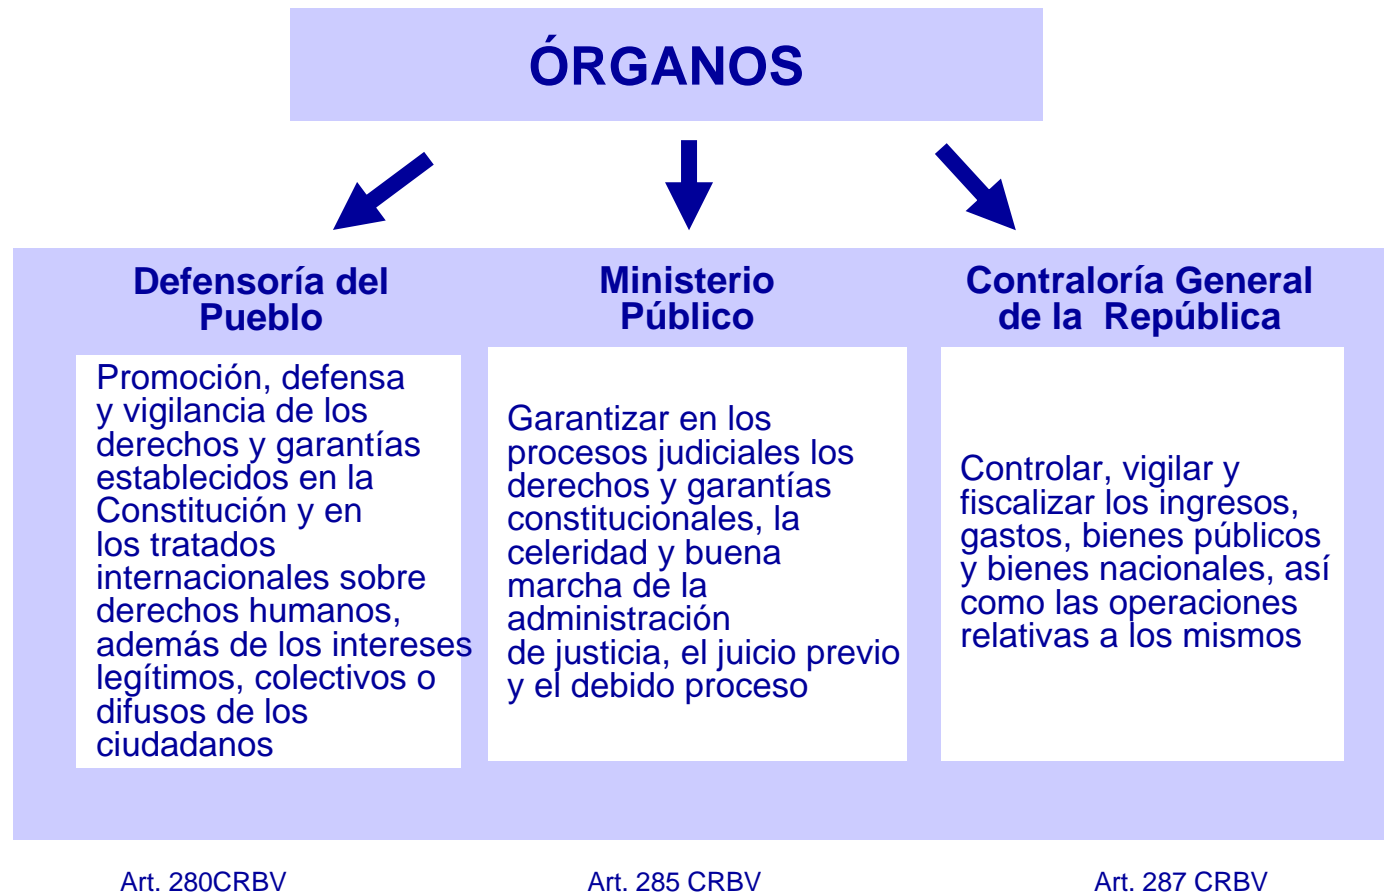 ÓRGANOS
Defensoría del
Pueblo
Promoción, defensa
y vigilancia de los
derechos y garantías
establecidos en la
Constitución y en
los tratados
internacionales sobre
derechos humanos,
además de los intereses
legítimos, colectivos o
difusos de los
ciudadanos
Ministerio
Público
Garantizar en los
procesos judiciales los
derechos y garantías
constitucionales, la
celeridad y buena
marcha de la
administración
de justicia, el juicio previo
y el debido proceso
Contraloría General
de la República
Controlar, vigilar y
fiscalizar los ingresos,
gastos, bienes públicos
y bienes nacionales, así
como las operaciones
relativas a los mismos
Art. 280CRBV
Art. 285 CRBV
Art. 287 CRBV